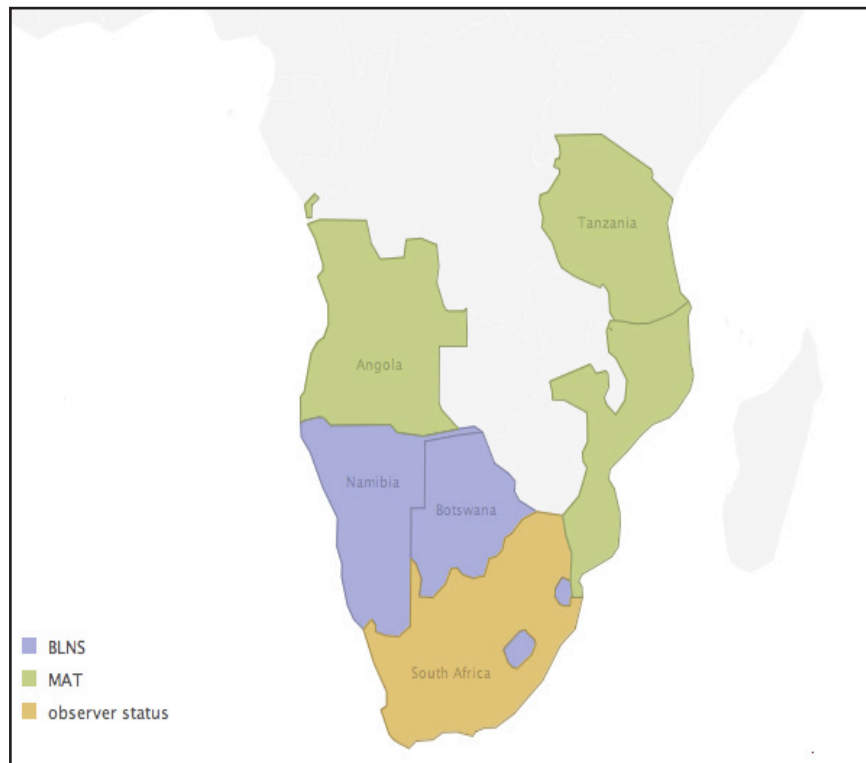 Tanzania
Angola
Namibia
Botswana
South Africa
BLNS
MAT
observer status